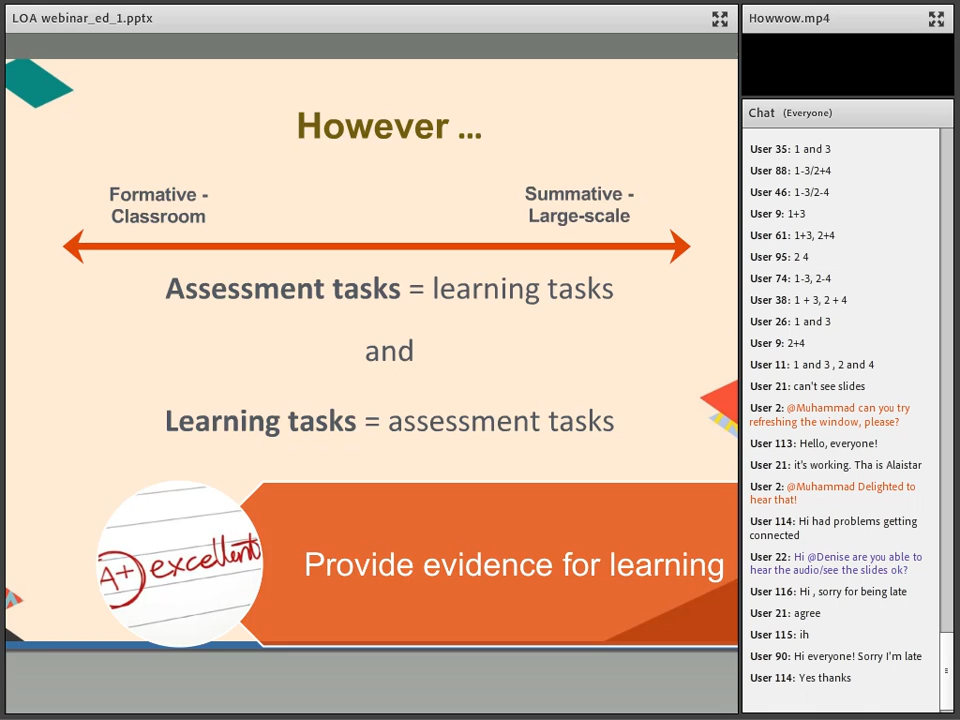 LOA webinar_ed_1.pptx
However ...
Formative -
Classroom
Summative -
Large-scale
Assessment tasks = learning tasks
and
Learning tasks = assessment tasks
A+ excellent
Provide evidence for learning
Howwow.mp4
Chat (Everyone)
User 35: 1 and 3
User 88: 1-3/2+4
User 46: 1-3/2-4
User 9: 1+3
User 61: 1+3, 2+4
User 95: 2 4
User 74: 1-3, 2-4
User 38: 1 + 3, 2 + 4
User 26: 1 and 3
User 9: 2+4
User 11: 1 and 3 , 2 and 4
User 21: can't see slides
User 2: @Muhammad can you try
refreshing the window, please?
User 113: Hello, everyone!
User 21: it's working. Tha is Alaistar
User 2: @Muhammad Delighted to
hear that!
User 114: Hi had problems getting
connected
User 22: Hi @Denise are you able to
hear the audio/see the slides ok?
User 116: Hi , sorry for being late
User 21: agree
User 115: ih
User 90: Hi everyone! Sorry I'm late
User 114: Yes thanks